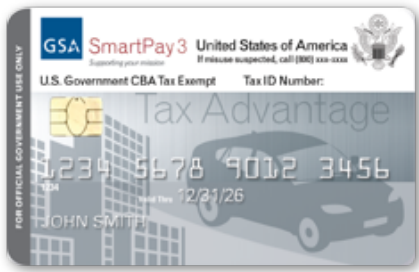 FOR OFFICIAL GOVERNMENT USE ONLY
GSA SmartPay 3 United States of America
Supporting your mission If misuse suspected, call (800) xxx-xxxx
U.S. Government CBA Tax Exempt Tax ID Number:
Tax Advantage
1234 5678 9012 3456
1234
Valid Thru 12/31/26
JOHN SMITH